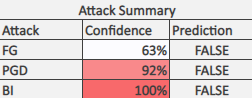 Attack Summary
Attack Confidence Prediction
FG 63% FALSE
PGD 92% FALSE
BI 100% FALSE